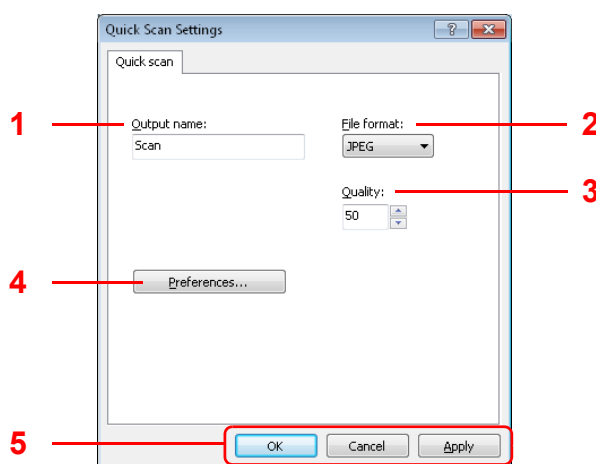 Quick Scan Settings
Quick scan
1 Output name: File format: 2
Scan JPEG
Quality: 3
50
4 Preferences...
5 OK Cancel Apply